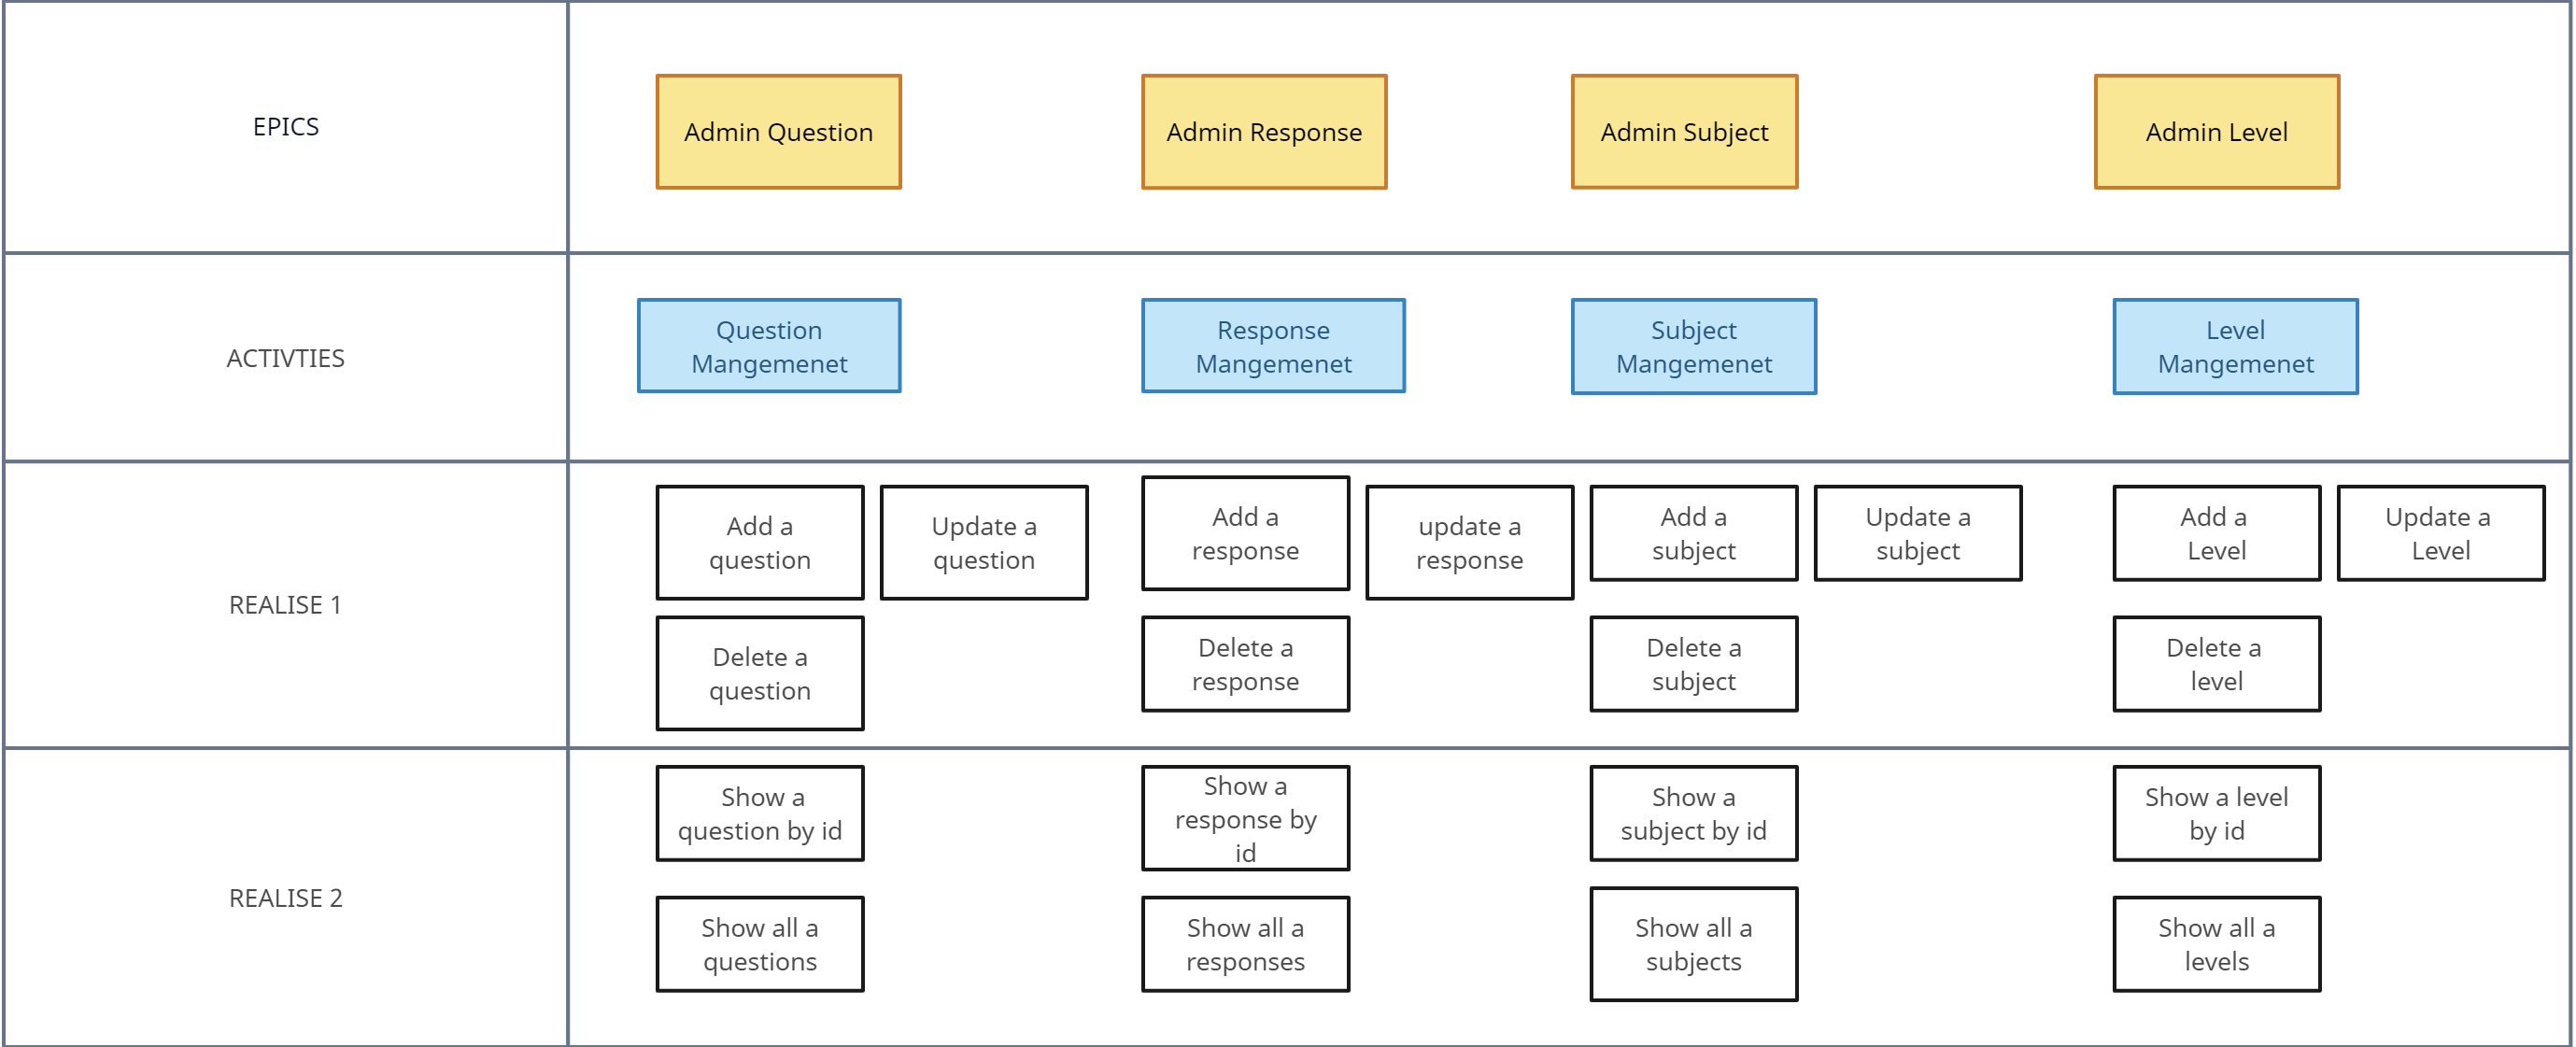 EPICS
Admin Question
Admin Response
Admin Subject
Admin Level
ACTIVTIES
Question
Mangemenet
Response
Mangemenet
Subject
Mangemenet
Level
Mangemenet
REALISE 1
Add a
question
Update a
question
Add a
response
update a
response
Add a
subject
Update a
subject
Add a
Level
Update a
Level
Delete a
question
Delete a
response
Delete a
subject
Delete a
level
REALISE 2
Show a
question by id
Show a
response by
id
Show a
subject by id
Show a level
by id
Show all a
questions
Show all a
responses
Show all a
subjects
Show all a
levels